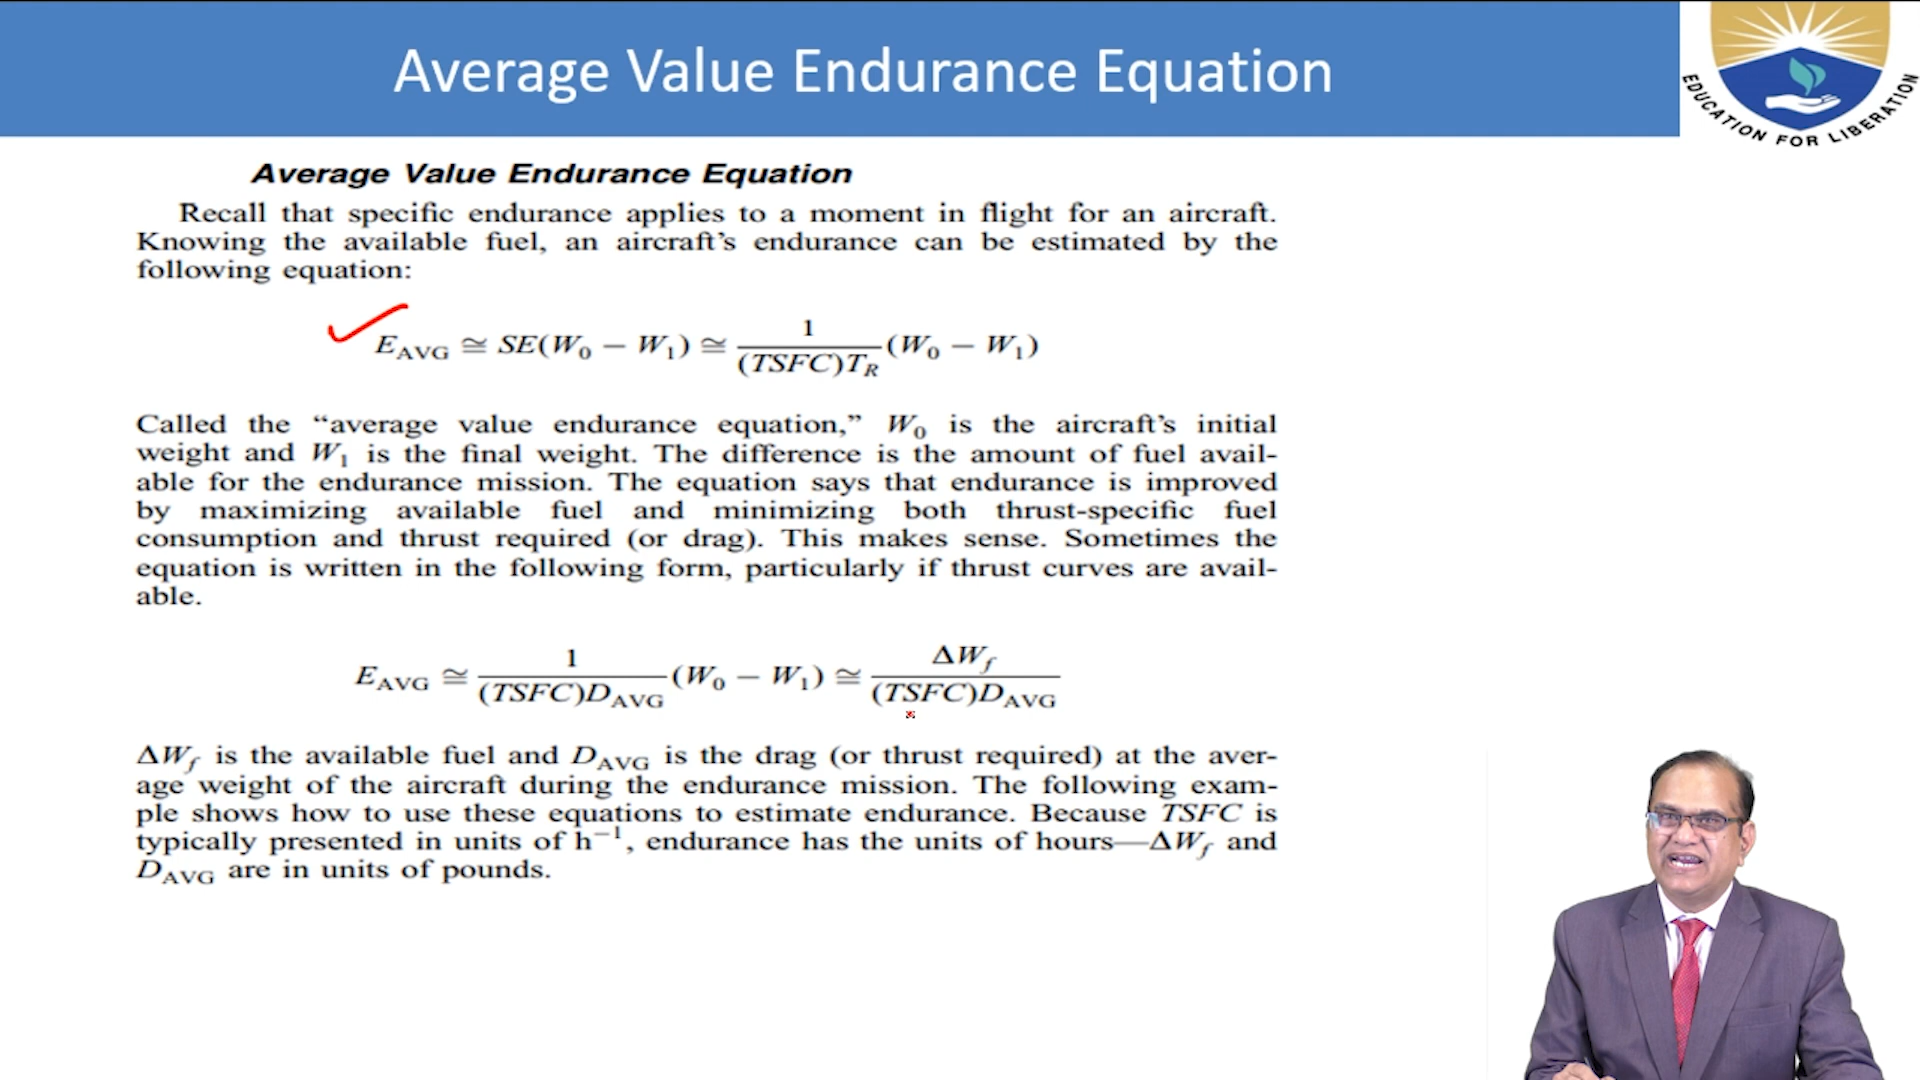 Average Value Endurance Equation
EDUCATION FOR LIBERATION
Average Value Endurance Equation
Recall that specific endurance applies to a moment in flight for an aircraft.
Knowing the available fuel, an aircraft's endurance can be estimated by the
following equation:
E_AVG ≅ SE(W_0 − W_1) ≅ 1/((TSFC)T_R) (W_0 − W_1)
Called the “average value endurance equation,” W_0 is the aircraft's initial
weight and W_1 is the final weight. The difference is the amount of fuel avail-
able for the endurance mission. The equation says that endurance is improved
by maximizing available fuel and minimizing both thrust-specific fuel
consumption and thrust required (or drag). This makes sense. Sometimes the
equation is written in the following form, particularly if thrust curves are avail-
able.
E_AVG ≅ 1/((TSFC)D_AVG) (W_0 − W_1) ≅ ΔW_f/((TSFC)D_AVG)
ΔW_f is the available fuel and D_AVG is the drag (or thrust required) at the aver-
age weight of the aircraft during the endurance mission. The following exam-
ple shows how to use these equations to estimate endurance. Because TSFC is
typically presented in units of h⁻¹, endurance has the units of hours—ΔW_f and
D_AVG are in units of pounds.